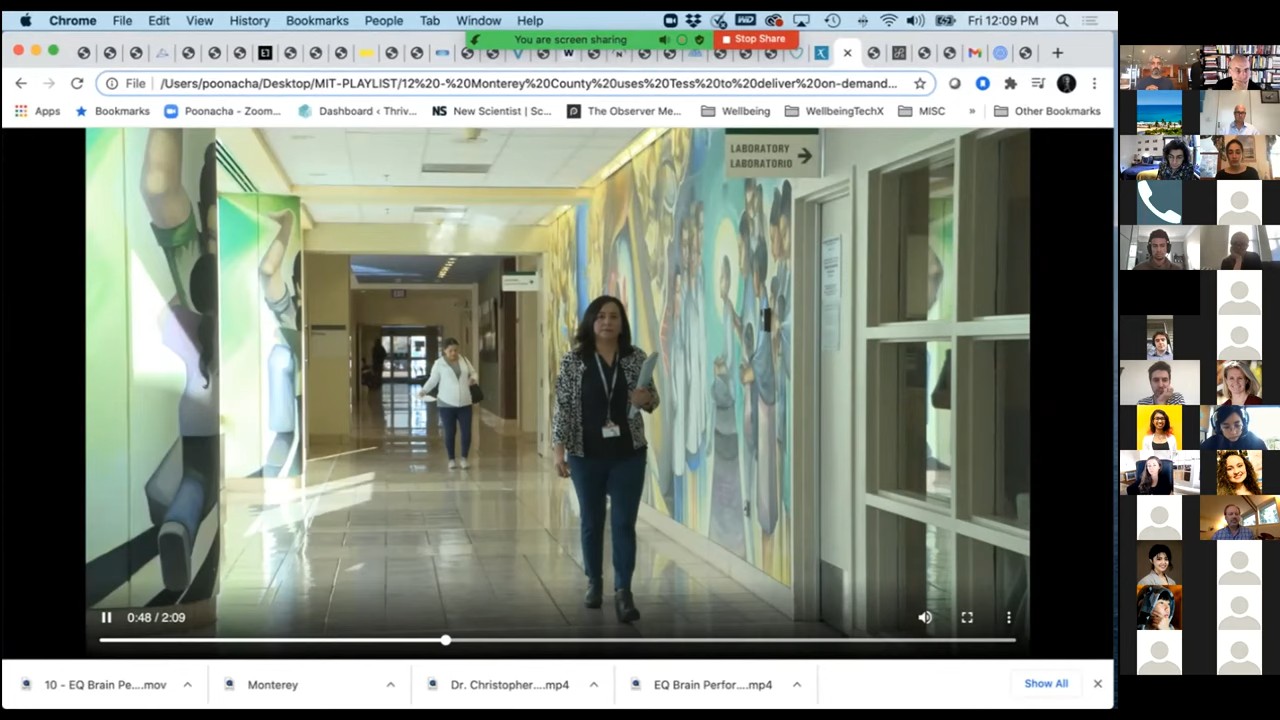 Chrome File Edit View History Bookmarks People Tab Window Help Fri 12:09 PM
You are screen sharing Stop Share
File /Users/poonacha/Desktop/MIT-PLAYLIST/12%20-%20Monterey%20County%20uses%20Tess%20to%20deliver%20on-demand...
Apps Bookmarks Poonacha - Zoom... Dashboard ‹ Thriv... NS New Scientist | Sc... The Observer Me... Wellbeing WellbeingTechX MISC » Other Bookmarks
LABORATORY
LABORATORIO
0:48 / 2:09
10 - EQ Brain Pe....mov Monterey Dr. Christopher....mp4 EQ Brain Perfor....mp4 Show All